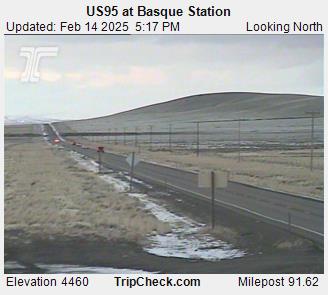 US95 at Basque Station
Updated: Feb 14 2025 5:17 PM Looking North
Elevation 4460 TripCheck.com Milepost 91.62